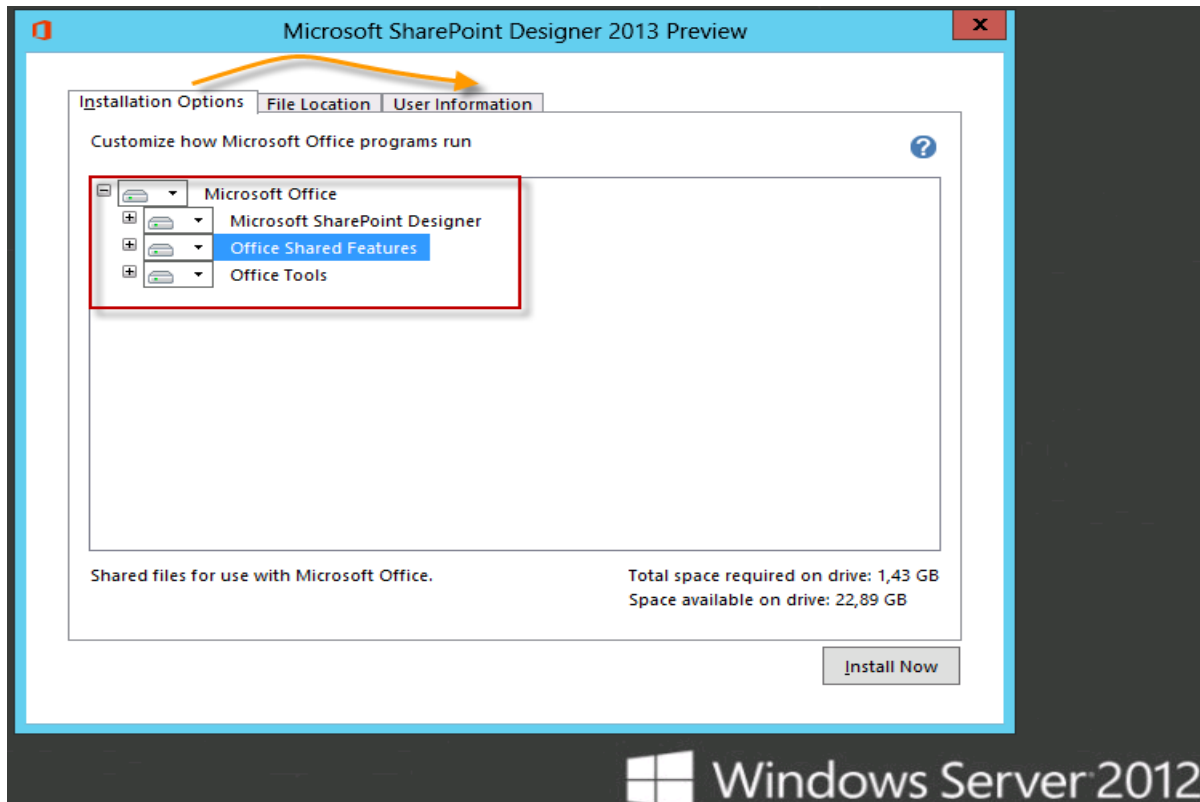 Microsoft SharePoint Designer 2013 Preview
x
Installation Options File Location User Information
Customize how Microsoft Office programs run
?
Microsoft Office
Microsoft SharePoint Designer
Office Shared Features
Office Tools
Shared files for use with Microsoft Office.
Total space required on drive: 1,43 GB
Space available on drive: 22,89 GB
Install Now
Windows Server 2012